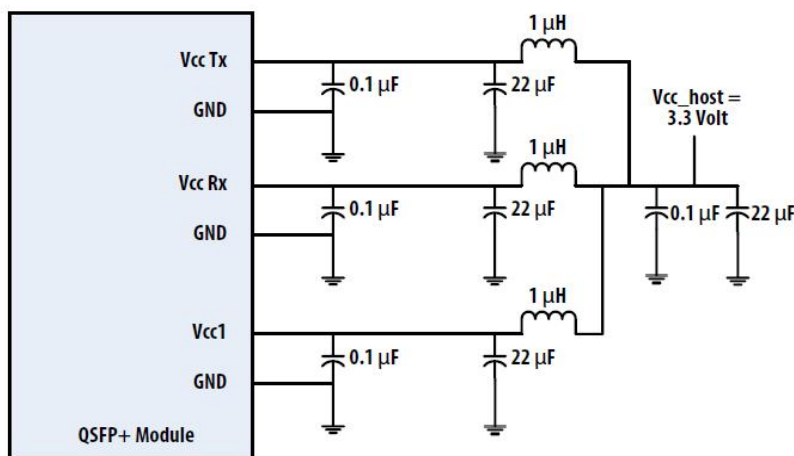 1 µH
Vcc Tx
0.1 µF
22 µF
Vcc_host =
3.3 Volt
GND
1 µH
Vcc Rx
0.1 µF
22 µF
0.1 µF
22 µF
GND
1 µH
Vcc1
0.1 µF
22 µF
GND
QSFP+ Module